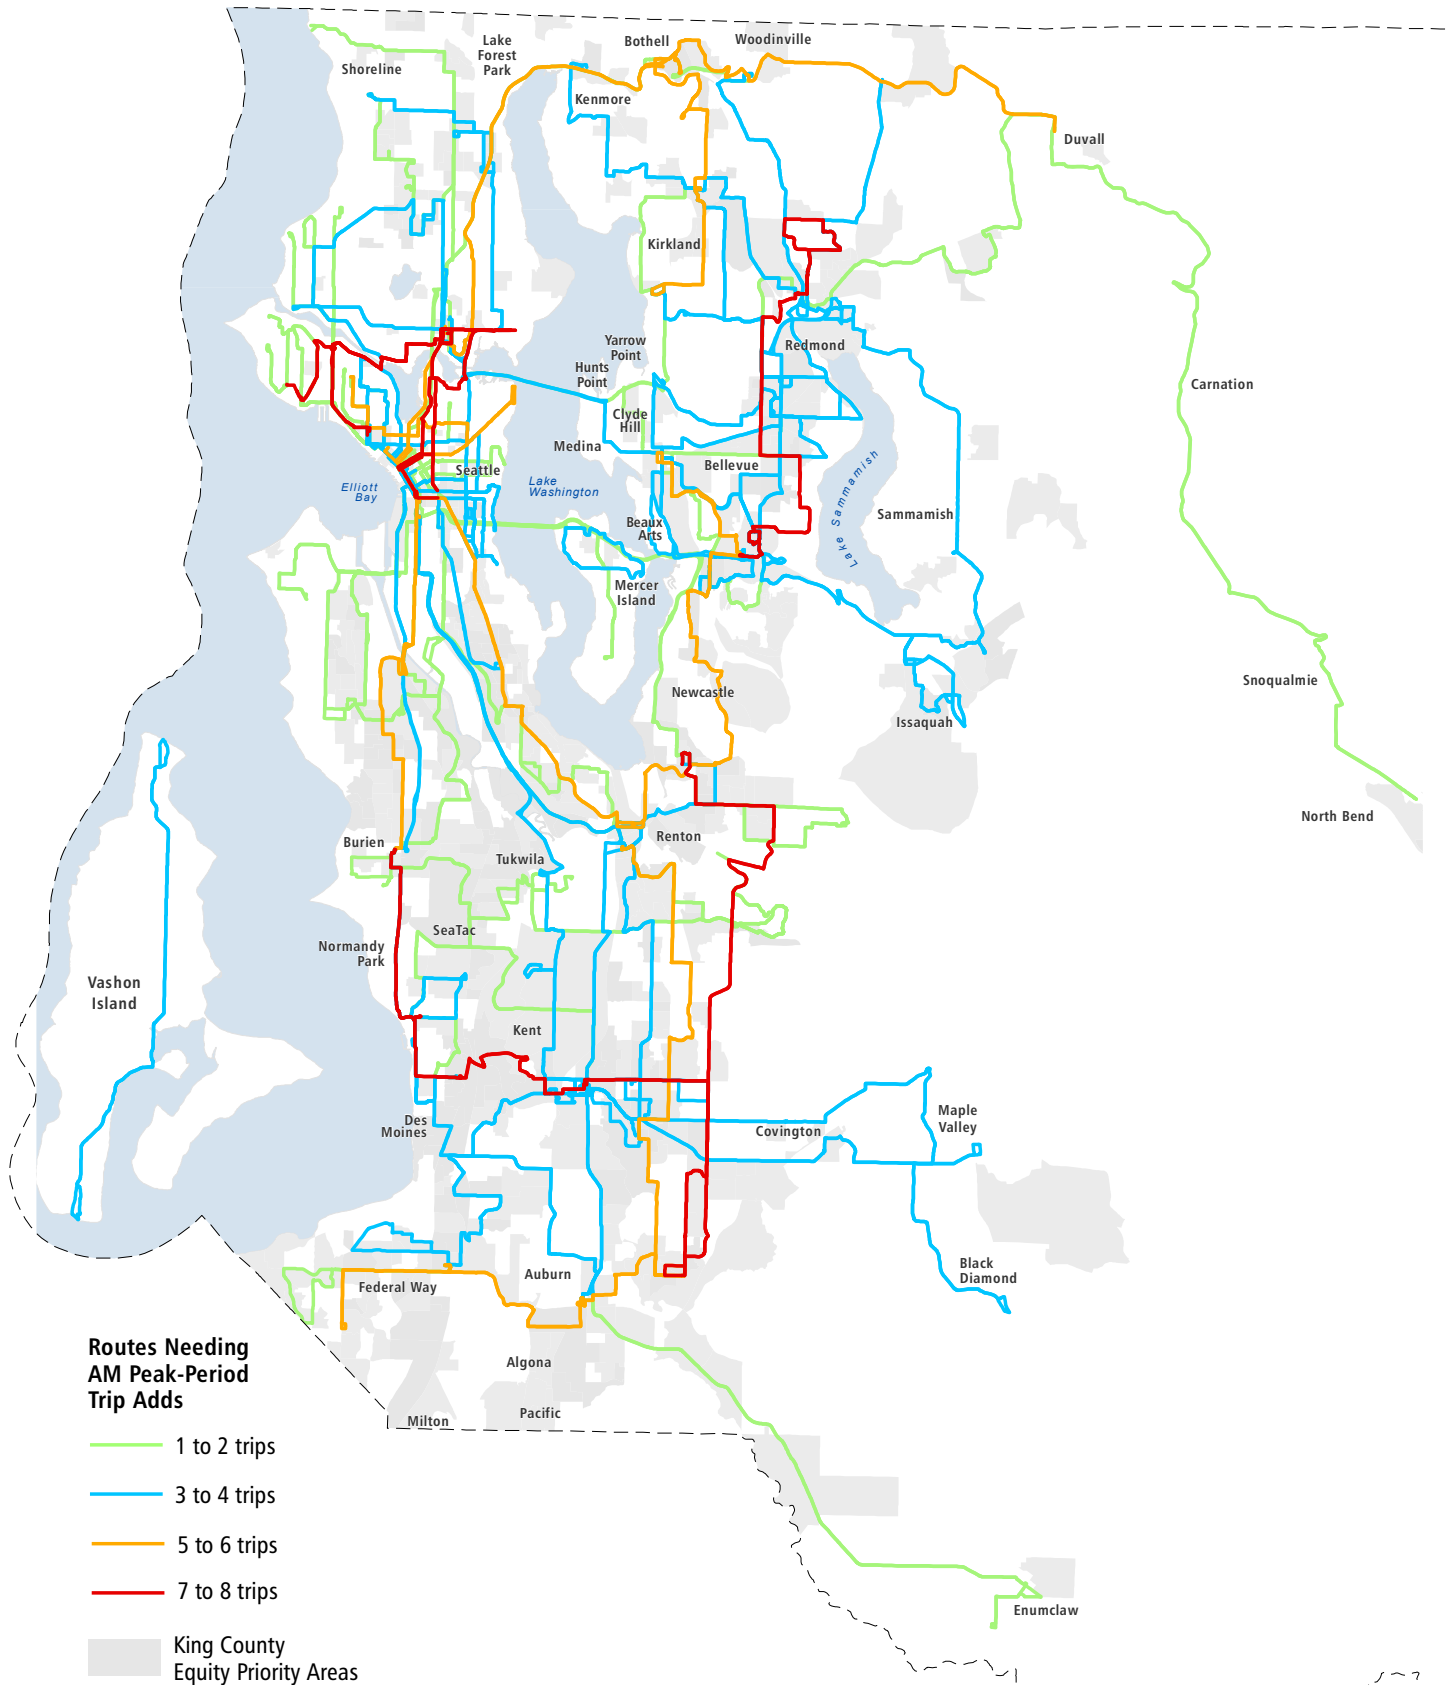 Bothell
Woodinville
Lake
Forest
Park
Shoreline
Kenmore
Duvall
Kirkland
Yarrow
Point
Redmond
Hunts
Point
Carnation
Clyde
Hill
Medina
Seattle
Bellevue
Elliott
Bay
Lake
Washington
Lake Sammamish
Sammamish
Beaux
Arts
Mercer
Island
Snoqualmie
Newcastle
Issaquah
North Bend
Burien
Renton
Tukwila
SeaTac
Normandy
Park
Vashon
Island
Kent
Des
Moines
Covington
Maple
Valley
Black
Diamond
Auburn
Federal Way
Algona
Pacific
Milton
Enumclaw
Routes Needing
AM Peak-Period
Trip Adds
1 to 2 trips
3 to 4 trips
5 to 6 trips
7 to 8 trips
King County
Equity Priority Areas